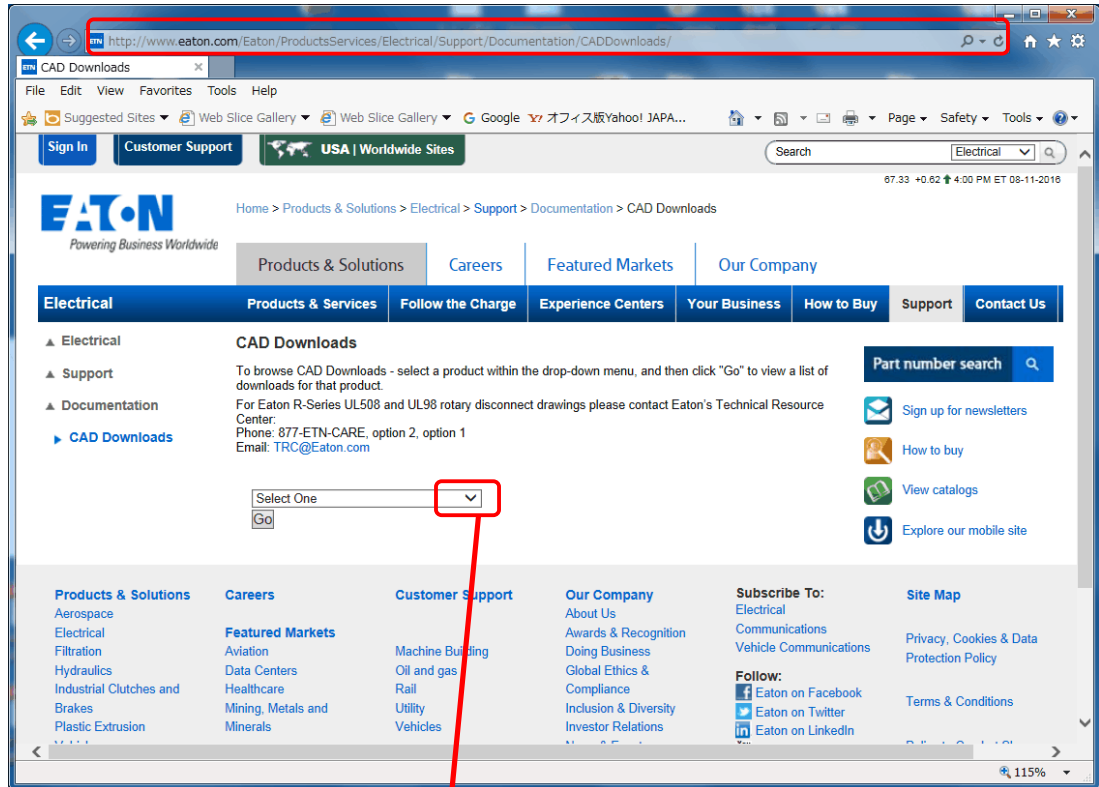 http://www.eaton.com/Eaton/ProductsServices/Electrical/Support/Documentation/CADDownloads/
ETN CAD Downloads ×
File Edit View Favorites Tools Help
Suggested Sites ▼ Web Slice Gallery ▼ Web Slice Gallery ▼ Google オフィス版Yahoo! JAPA... Page ▼ Safety ▼ Tools ▼
Sign In Customer Support USA | Worldwide Sites Search Electrical
67.33 +0.62 4:00 PM ET 08-11-2016
EATON
Powering Business Worldwide
Home > Products & Solutions > Electrical > Support > Documentation > CAD Downloads
Products & Solutions Careers Featured Markets Our Company
Electrical Products & Services Follow the Charge Experience Centers Your Business How to Buy Support Contact Us
Electrical
Support
Documentation
CAD Downloads
CAD Downloads
To browse CAD Downloads - select a product within the drop-down menu, and then click "Go" to view a list of
downloads for that product.
For Eaton R-Series UL508 and UL98 rotary disconnect drawings please contact Eaton's Technical Resource
Center:
Phone: 877-ETN-CARE, option 2, option 1
Email: TRC@Eaton.com
Select One
Go
Part number search
Sign up for newsletters
How to buy
View catalogs
Explore our mobile site
Products & Solutions
Aerospace
Electrical
Filtration
Hydraulics
Industrial Clutches and
Brakes
Plastic Extrusion
Careers
Featured Markets
Aviation
Data Centers
Healthcare
Mining, Metals and
Minerals
Customer Support
Machine Building
Oil and gas
Rail
Utility
Vehicles
Our Company
About Us
Awards & Recognition
Doing Business
Global Ethics &
Compliance
Inclusion & Diversity
Investor Relations
Subscribe To:
Electrical
Communications
Vehicle Communications
Follow:
Eaton on Facebook
Eaton on Twitter
Eaton on LinkedIn
Site Map
Privacy, Cookies & Data
Protection Policy
Terms & Conditions
115%